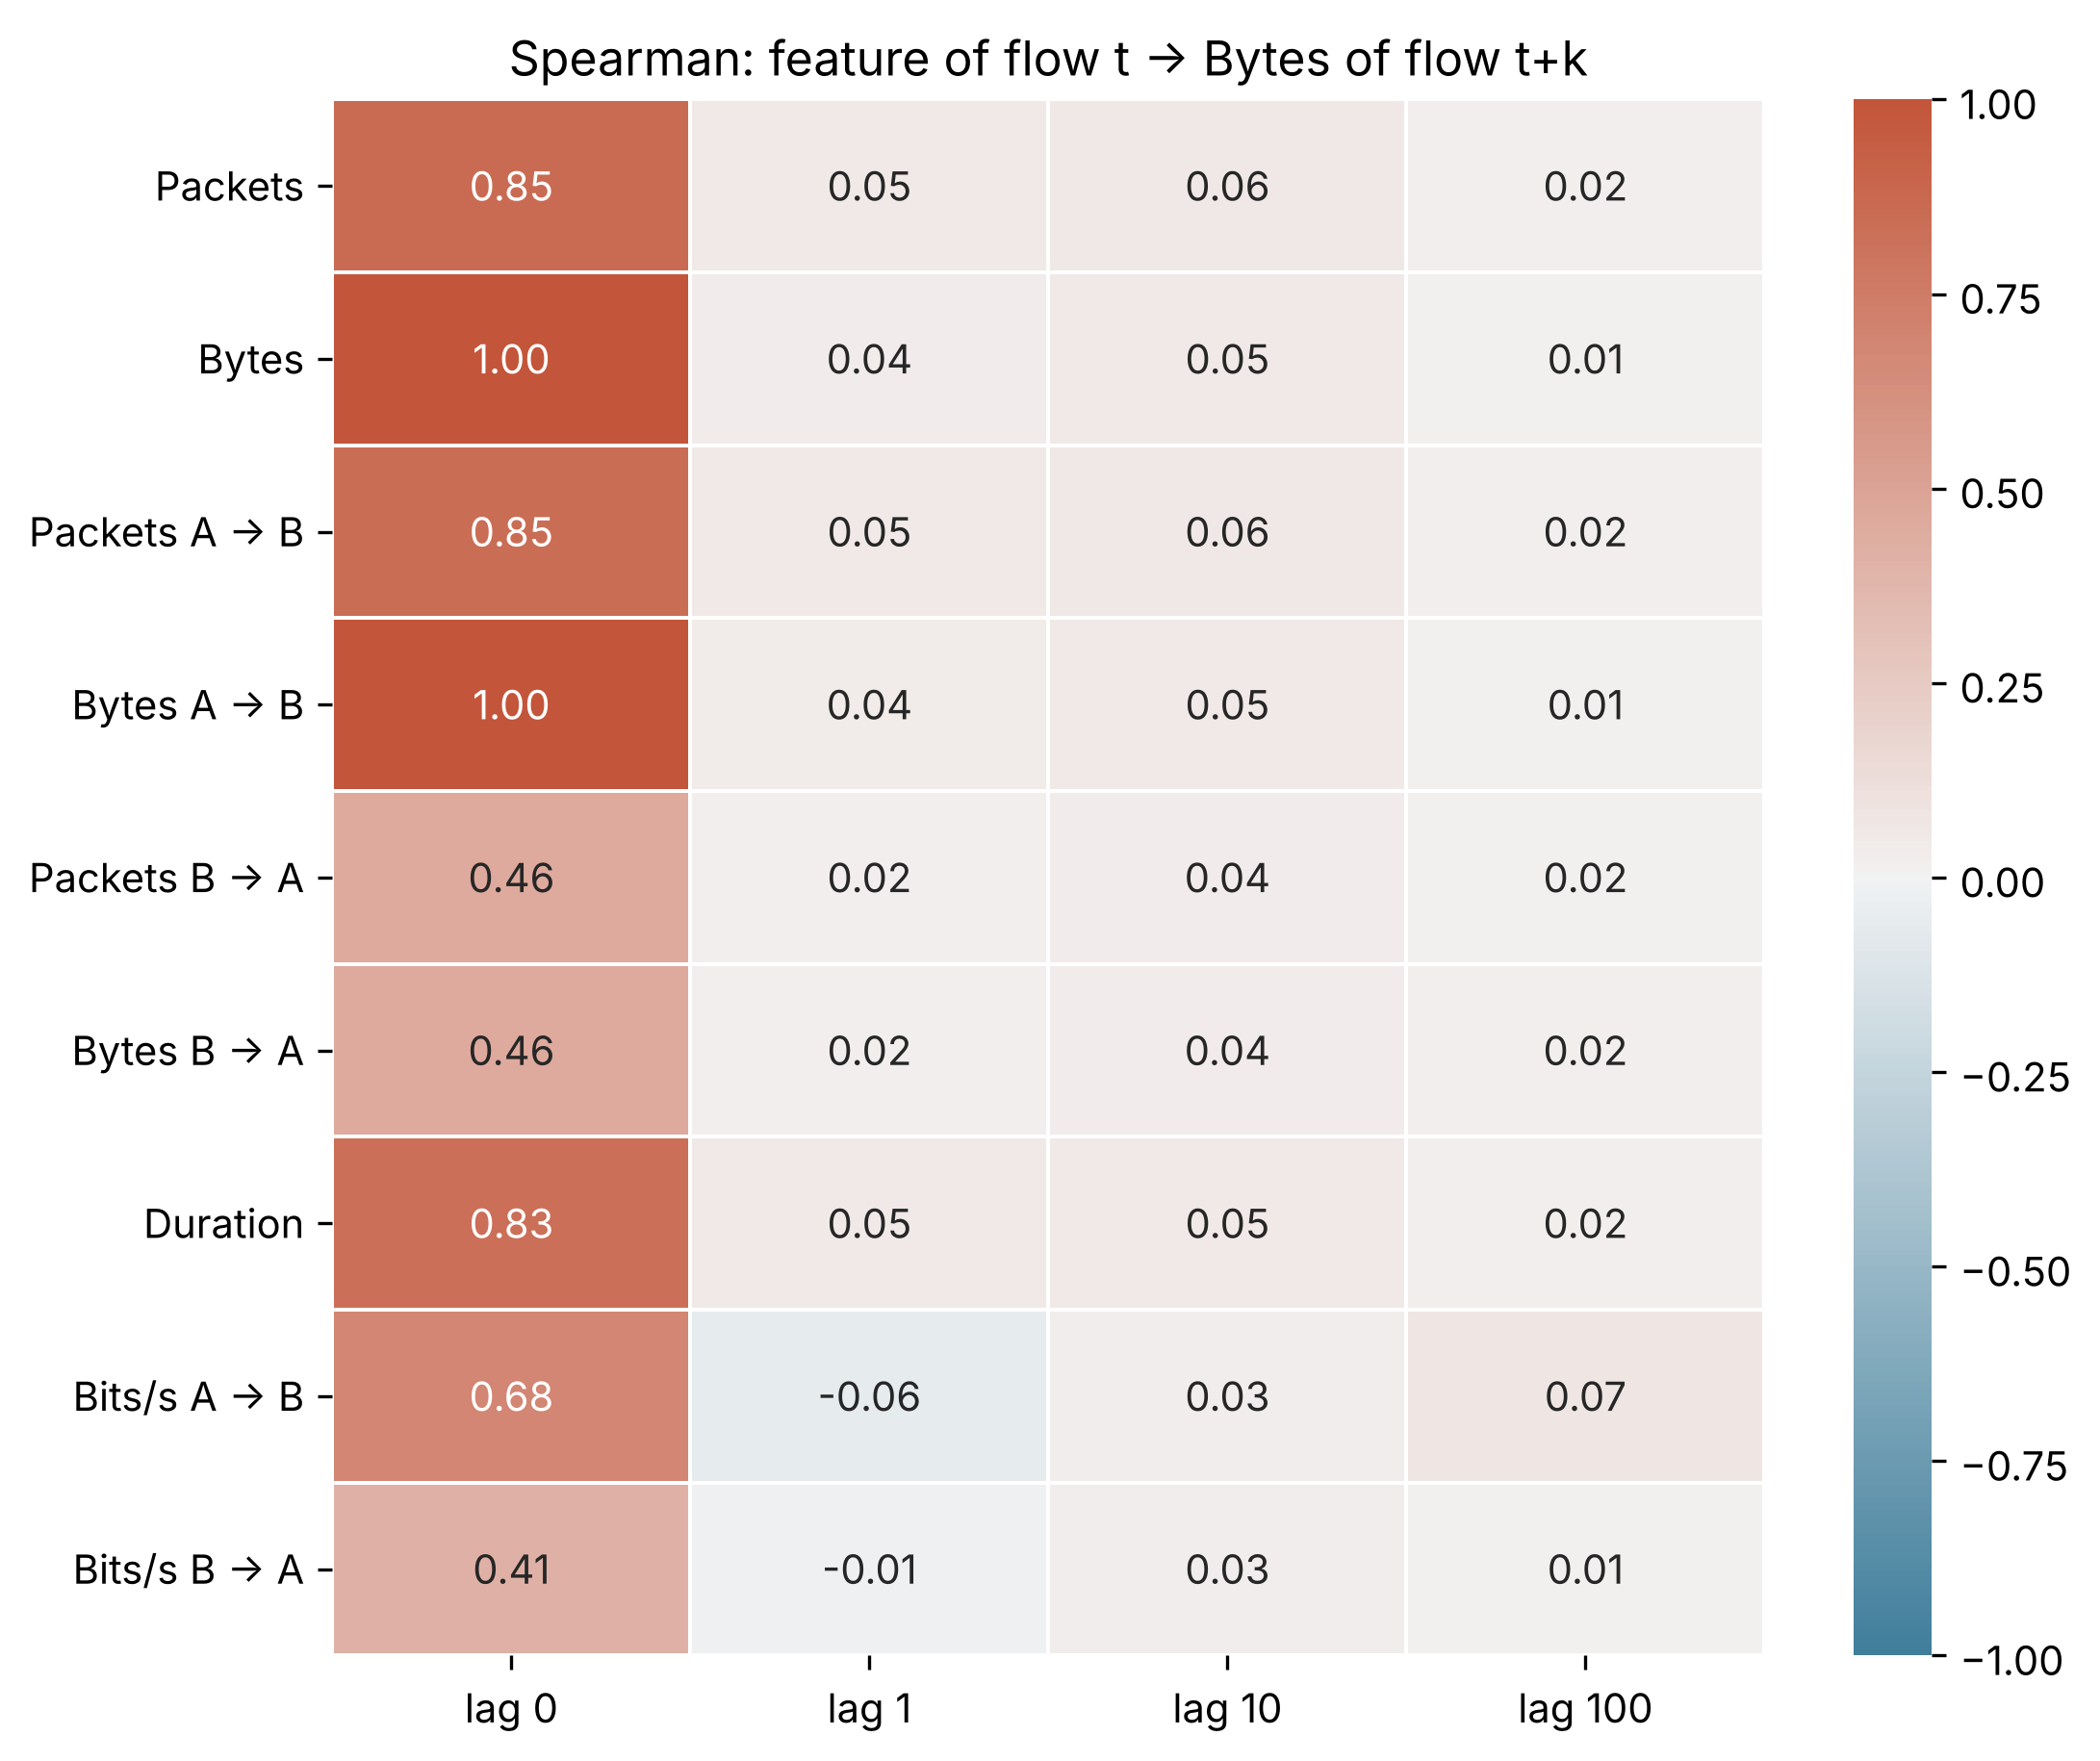 Spearman: feature of flow t → Bytes of flow t+k
Packets 0.85 0.05 0.06 0.02
Bytes 1.00 0.04 0.05 0.01
Packets A → B 0.85 0.05 0.06 0.02
Bytes A → B 1.00 0.04 0.05 0.01
Packets B → A 0.46 0.02 0.04 0.02
Bytes B → A 0.46 0.02 0.04 0.02
Duration 0.83 0.05 0.05 0.02
Bits/s A → B 0.68 -0.06 0.03 0.07
Bits/s B → A 0.41 -0.01 0.03 0.01
lag 0 lag 1 lag 10 lag 100
1.00
0.75
0.50
0.25
0.00
−0.25
−0.50
−0.75
−1.00